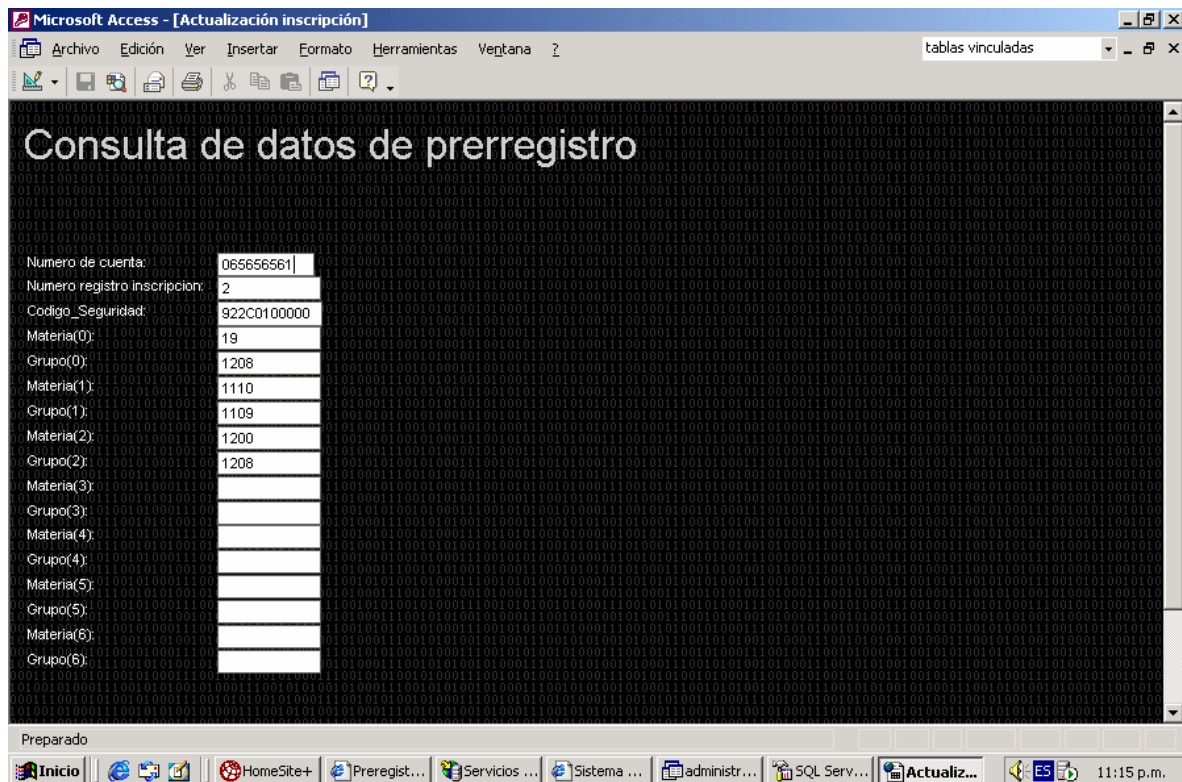 Microsoft Access - [Actualización inscripción]
Archivo Edición Ver Insertar Formato Herramientas Ventana ? tablas vinculadas
Consulta de datos de prerregistro
Numero de cuenta: 065656561
Numero registro inscripcion: 2
Codigo_Seguridad: 922C0100000
Materia(0): 19
Grupo(0): 1208
Materia(1): 1110
Grupo(1): 1109
Materia(2): 1200
Grupo(2): 1208
Materia(3):
Grupo(3):
Materia(4):
Grupo(4):
Materia(5):
Grupo(5):
Materia(6):
Grupo(6):
Preparado
Inicio HomeSite+ Preregist... Servicios ... Sistema ... administr... SQL Serv... Actualiz... ES 11:15 p.m.